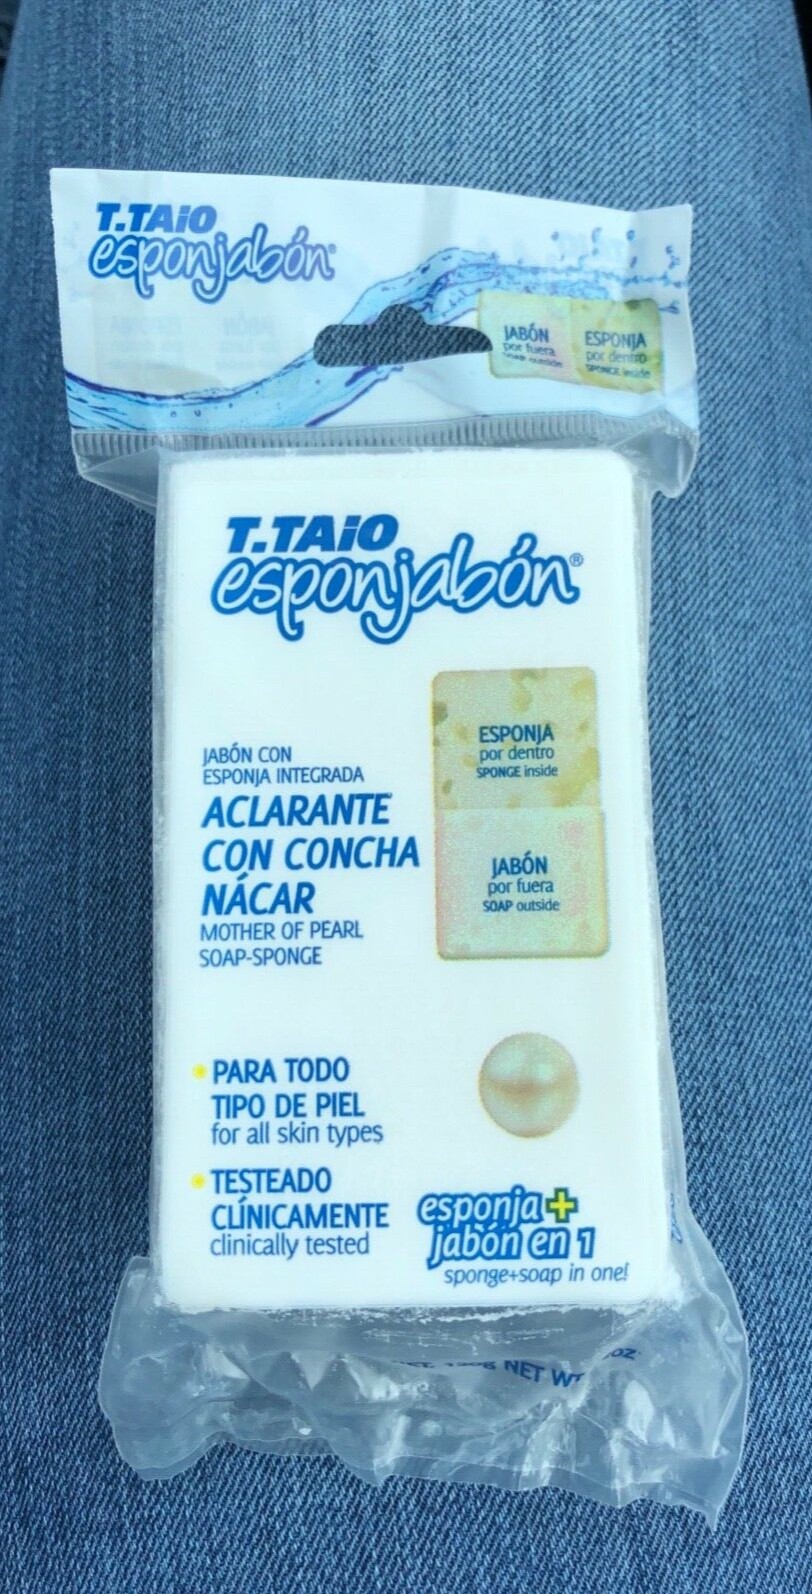 T.TAiO
esponjabón®
JABÓN
por fuera
SOAP outside
ESPONJA
por dentro
SPONGE inside
T.TAiO
esponjabón®
ESPONJA
por dentro
SPONGE inside
JABÓN
por fuera
SOAP outside
JABÓN CON
ESPONJA INTEGRADA
ACLARANTE
CON CONCHA
NÁCAR
MOTHER OF PEARL
SOAP-SPONGE
PARA TODO
TIPO DE PIEL
for all skin types
TESTEADO
CLÍNICAMENTE
clinically tested
esponja+
jabón en 1
sponge+soap in one!
NET WT